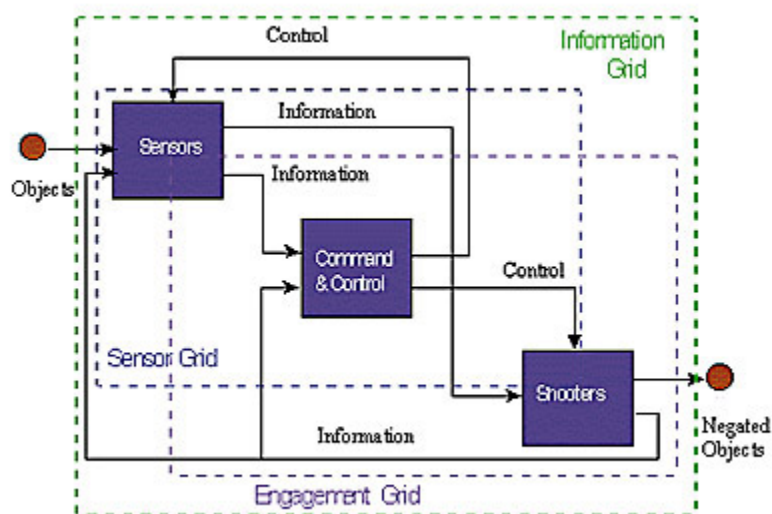 Control
Information
Grid
Information
Sensors
Information
Objects
Command
& Control
Control
Sensor Grid
Shooters
Negated
Objects
Information
Engagement Grid